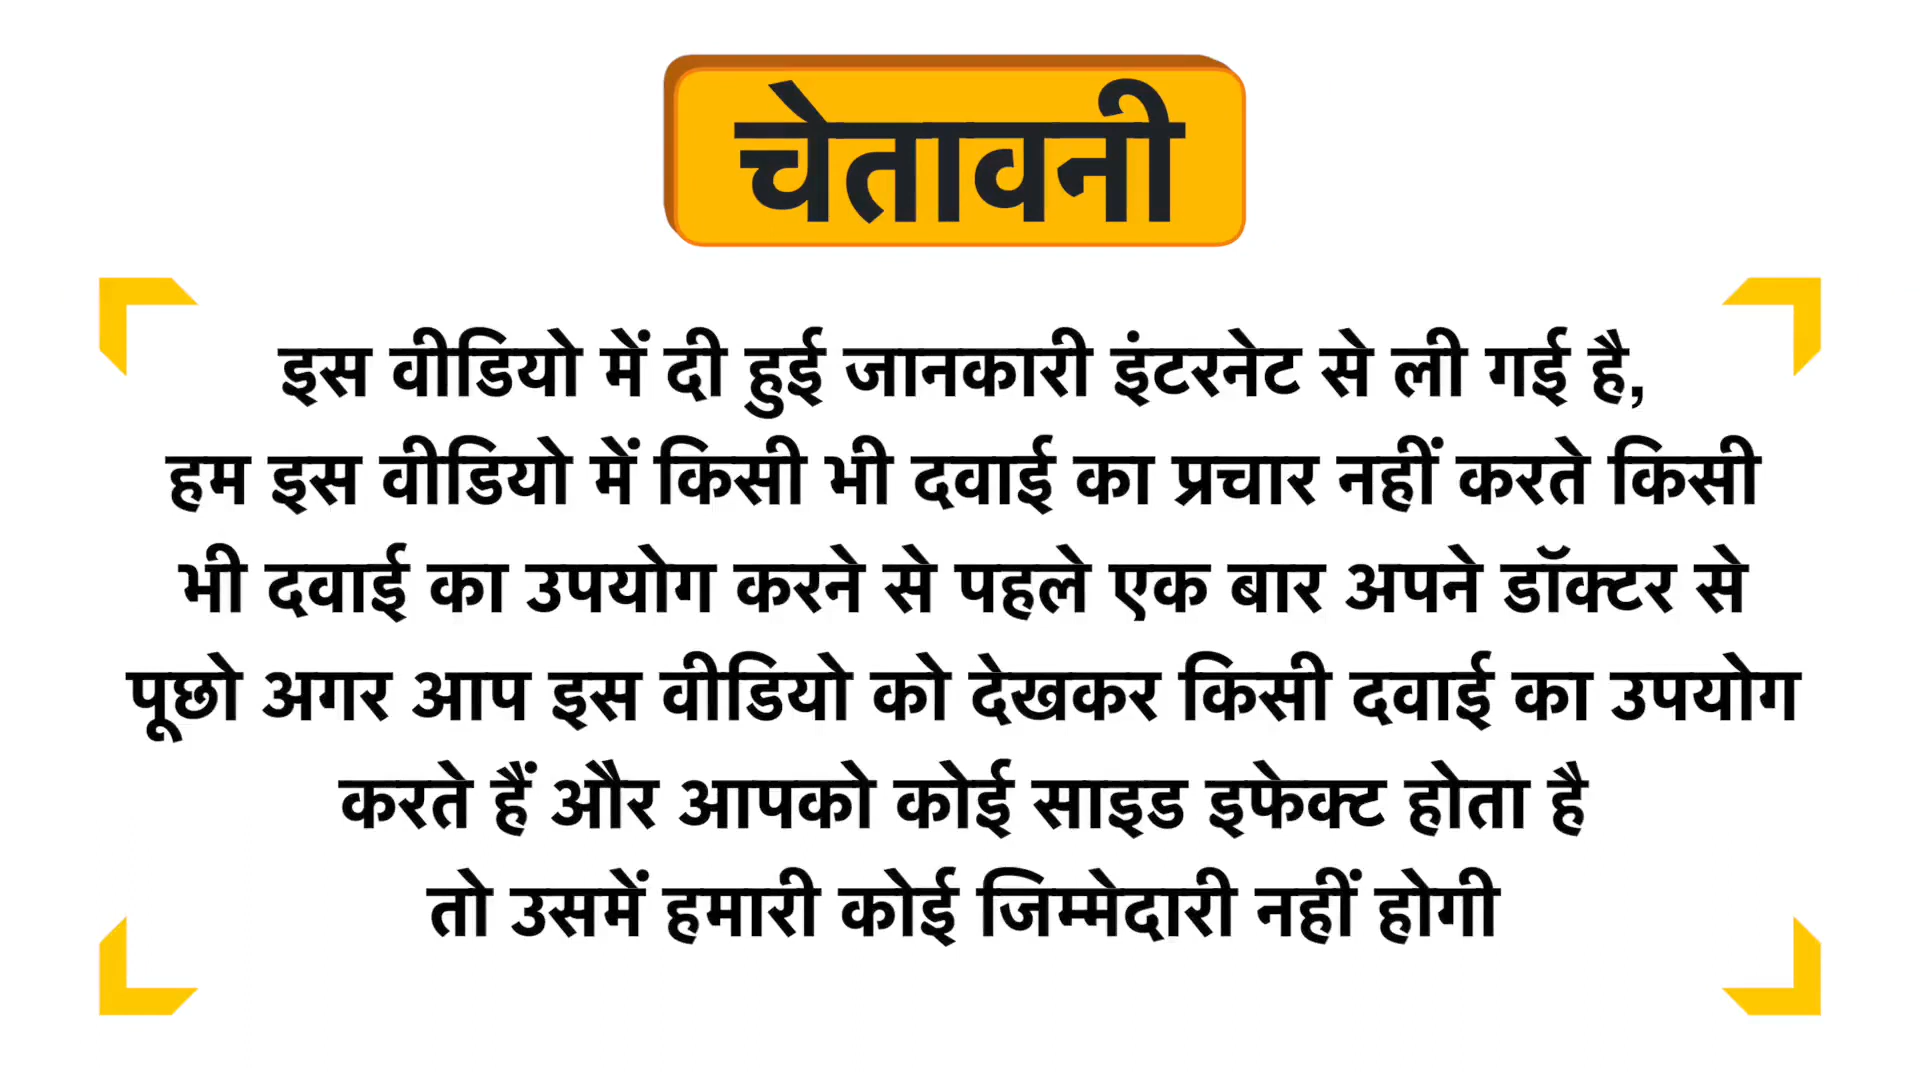 चेतावनी
इस वीडियो में दी हुई जानकारी इंटरनेट से ली गई है,
हम इस वीडियो में किसी भी दवाई का प्रचार नहीं करते किसी
भी दवाई का उपयोग करने से पहले एक बार अपने डॉक्टर से
पूछो अगर आप इस वीडियो को देखकर किसी दवाई का उपयोग
करते हैं और आपको कोई साइड इफेक्ट होता है
तो उसमें हमारी कोई जिम्मेदारी नहीं होगी